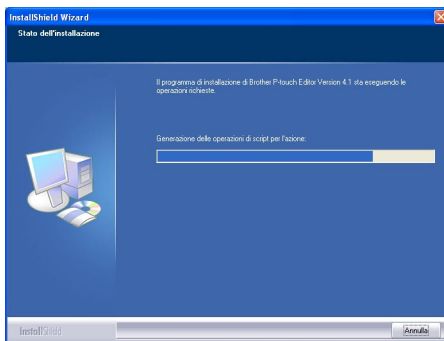 InstallShield Wizard
Stato dell'installazione
Il programma di installazione di Brother P-touch Editor Version 4.1 sta eseguendo le
operazioni richieste.
Generazione delle operazioni di script per l'azione:
InstallShield
Annulla